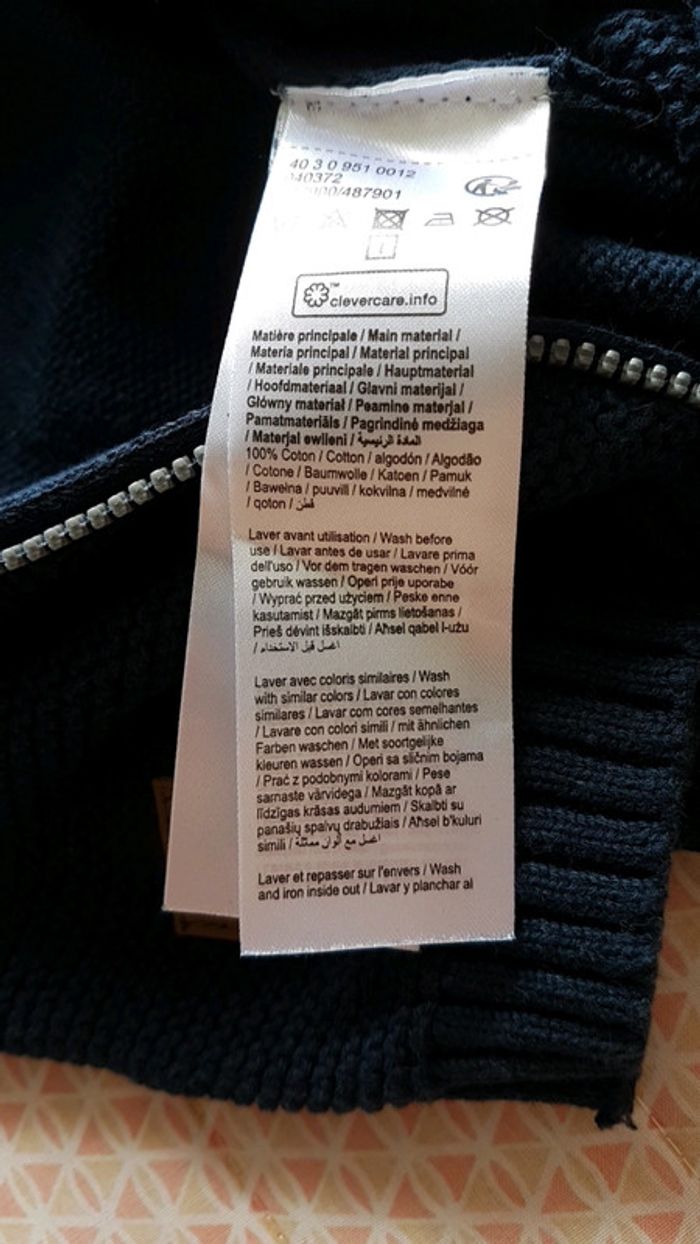 40 3 0 951 0012
040372
/487901
clevercare.info
TM
Matière principale / Main material /
Materia principal / Material principal
/ Materiale principale / Hauptmaterial
/ Hoofdmateriaal / Glavni materijal /
Główny materiał / Peamine materjal /
Pamatmateriāls / Pagrindinė medžiaga
/ Materjal ewlieni / المادة الرئيسية
100% Coton / Cotton / algodón / Algodão
/ Cotone / Baumwolle / Katoen / Pamuk
/ Bawełna / puuvill / kokvilna / medvilnė
/ qoton / قطن
Laver avant utilisation / Wash before
use / Lavar antes de usar / Lavare prima
dell'uso / Vor dem tragen waschen / Vóór
gebruik wassen / Operi prije uporabe
/ Wyprać przed użyciem / Peske enne
kasutamist / Mazgāt pirms lietošanas /
Prieš dėvint išskalbti / Aħsel qabel l-użu
/ اغسل قبل الاستخدام
Laver avec coloris similaires / Wash
with similar colors / Lavar con colores
similares / Lavar com cores semelhantes
/ Lavare con colori simili / mit ähnlichen
Farben waschen / Met soortgelijke
kleuren wassen / Operi sa sličnim bojama
/ Prać z podobnymi kolorami / Pese
sarnaste värvidega / Mazgāt kopā ar
līdzīgas krāsas audumiem / Skalbti su
panašių spalvų drabužiais / Aħsel b'kuluri
simili / اغسل مع ألوان مماثلة
Laver et repasser sur l'envers / Wash
and iron inside out / Lavar y planchar al